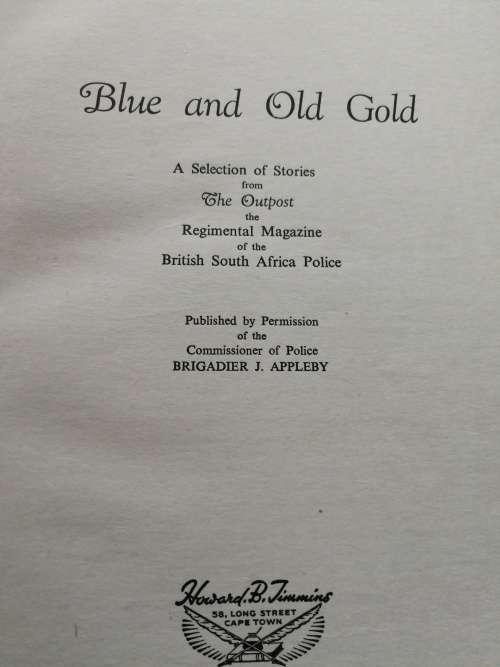 Blue and Old Gold
A Selection of Stories
from
The Outpost
the
Regimental Magazine
of the
British South Africa Police
Published by Permission
of the
Commissioner of Police
BRIGADIER J. APPLEBY
Howard. B. Timmins
58, LONG STREET
CAPE TOWN